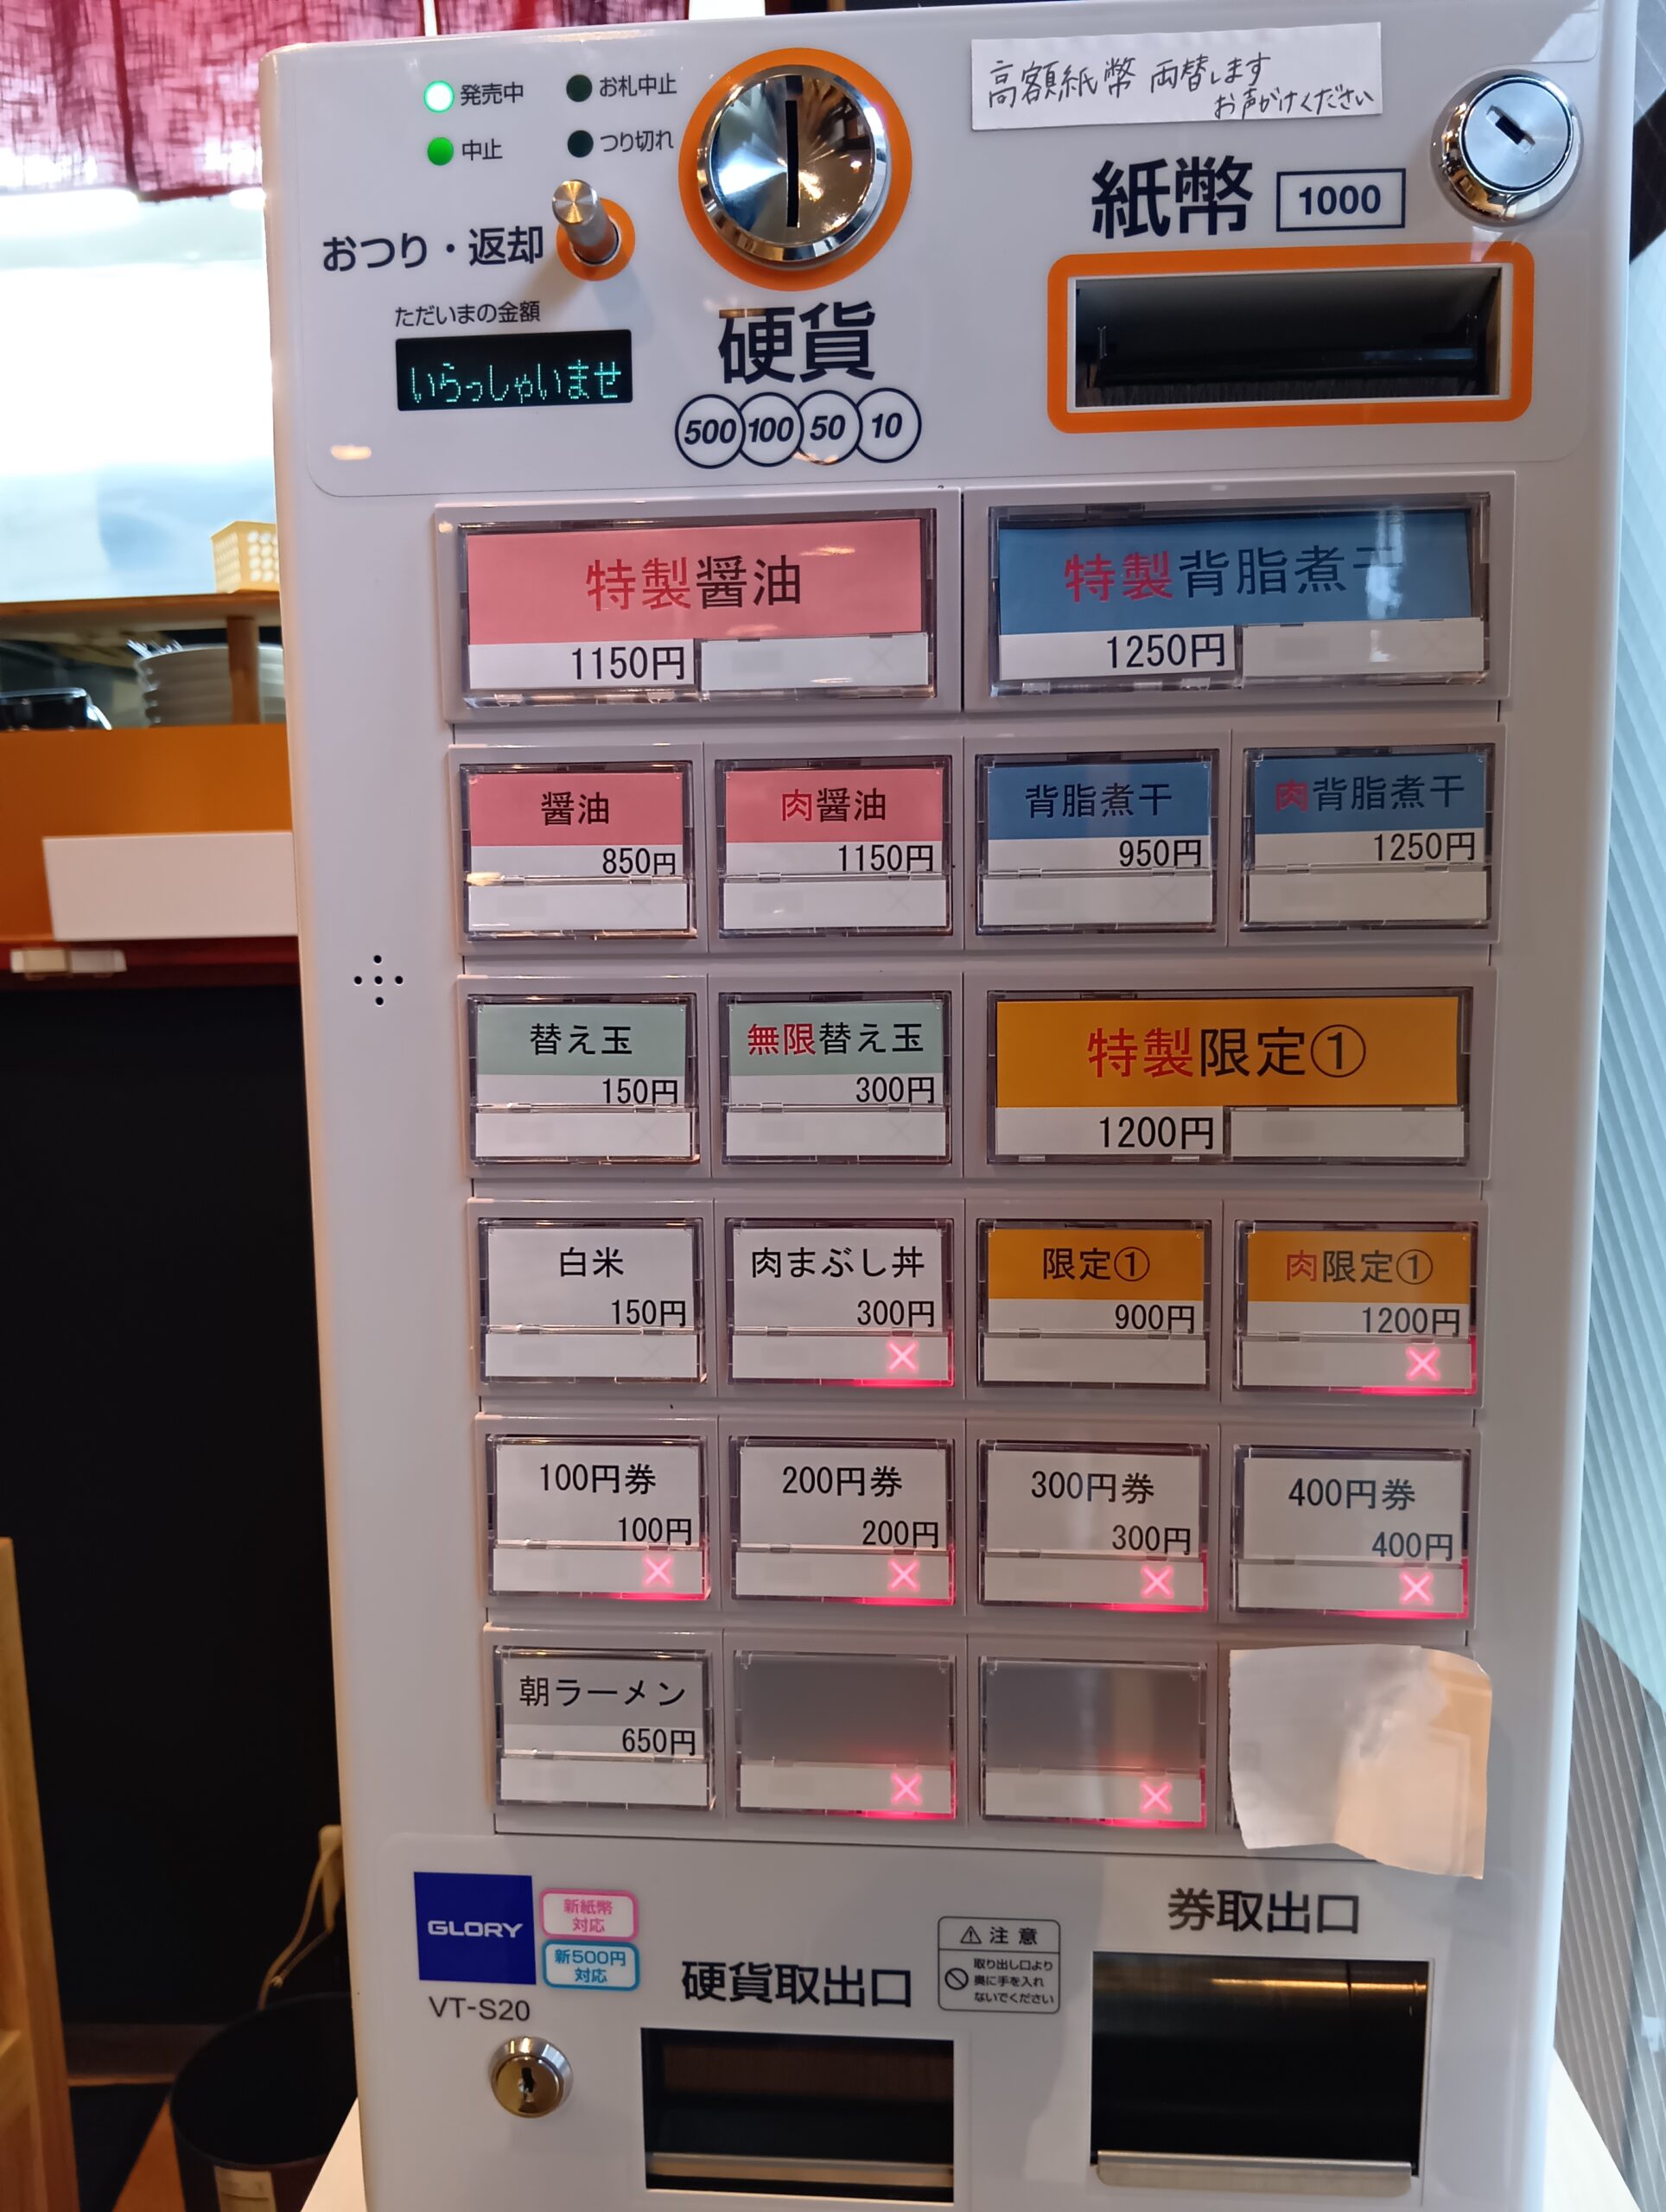 発売中
お札中止
中止
つり切れ
おつり・返却
ただいまの金額
いらっしゃいませ
硬貨
500 100 50 10
高額紙幣 両替します
お声がけください
紙幣 1000
特製醤油
1150円
特製背脂煮干
1250円
醤油
850円
肉醤油
1150円
背脂煮干
950円
肉背脂煮干
1250円
替え玉
150円
無限替え玉
300円
特製限定①
1200円
白米
150円
肉まぶし丼
300円
×
限定①
900円
肉限定①
1200円
×
100円券
100円
×
200円券
200円
×
300円券
300円
×
400円券
400円
×
朝ラーメン
650円
×
×
GLORY
新紙幣
対応
新500円
対応
VT-S20
硬貨取出口
注意
取り出し口より
奥に手を入れ
ないでください
券取出口